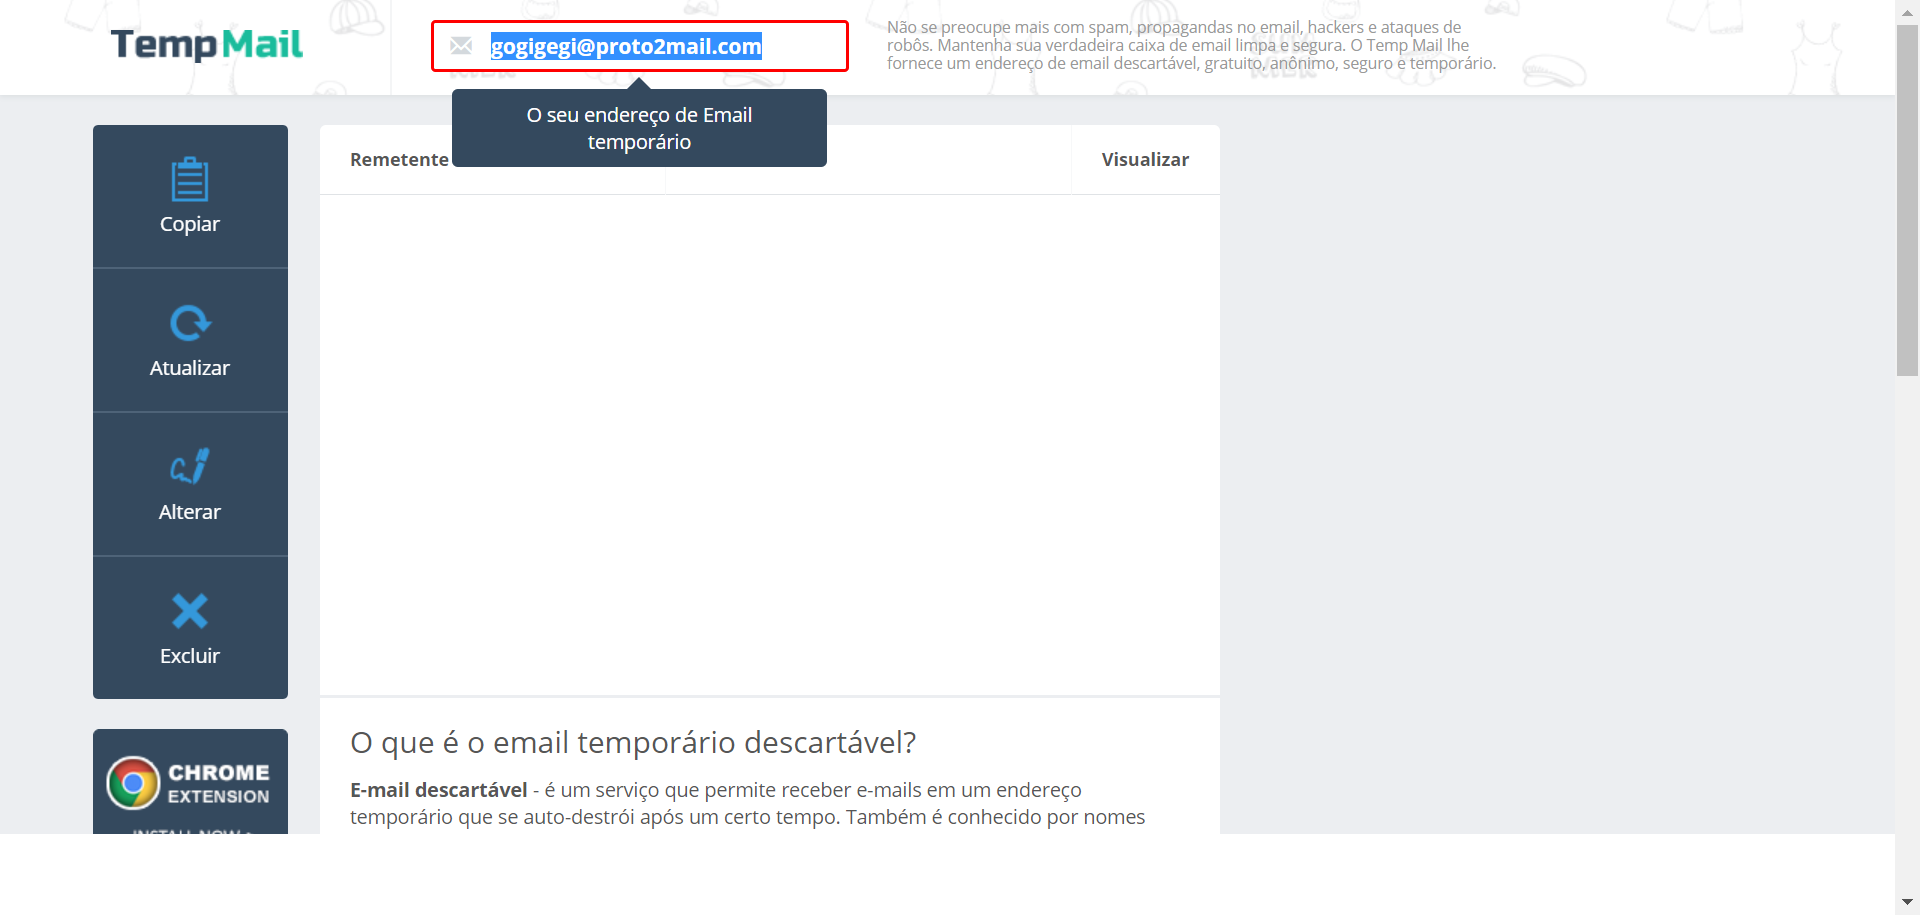 TempMail
gogigegi@proto2mail.com
Não se preocupe mais com spam, propagandas no email, hackers e ataques de
robôs. Mantenha sua verdadeira caixa de email limpa e segura. O Temp Mail lhe
fornece um endereço de email descartável, gratuito, anônimo, seguro e temporário.
O seu endereço de Email
temporário
Remetente
Visualizar
Copiar
Atualizar
Alterar
Excluir
CHROME
EXTENSION
INSTALL NOW
O que é o email temporário descartável?
E-mail descartável - é um serviço que permite receber e-mails em um endereço
temporário que se auto-destrói após um certo tempo. Também é conhecido por nomes